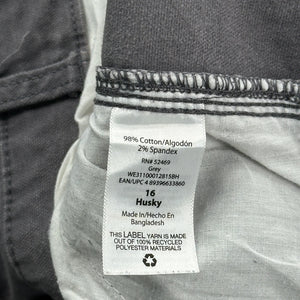 98% Cotton/Algodón
2% Spandex
RN# 52469
Grey
WE31100012815BH
EAN/UPC 4 89396633860
16
Husky
Made In/Hecho En
Bangladesh
THIS LABEL YARN IS MADE
OUT OF 100% RECYCLED
POLYESTER MATERIALS